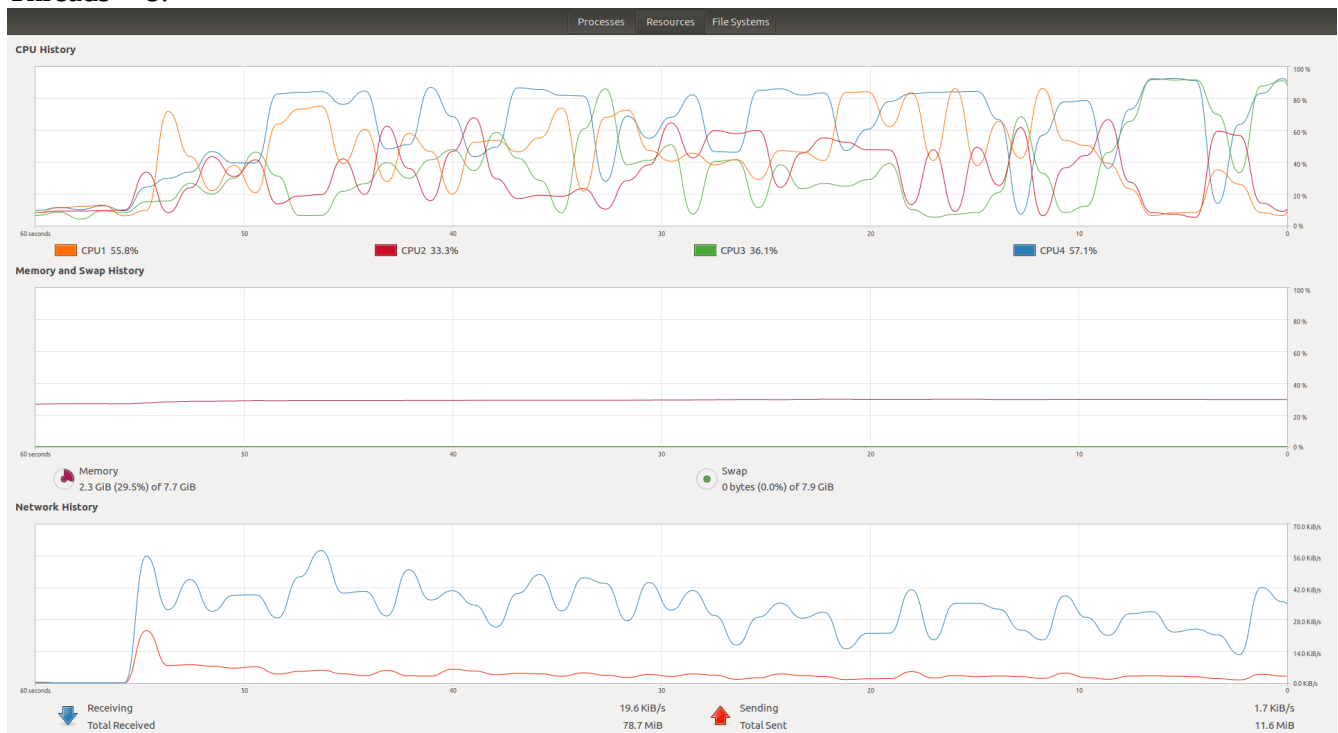 Processes Resources File Systems
CPU History
100 %
80 %
60 %
40 %
20 %
0 %
60 seconds 50 40 30 20 10 0
CPU1 55.8% CPU2 33.3% CPU3 36.1% CPU4 57.1%
Memory and Swap History
100 %
80 %
60 %
40 %
20 %
0 %
60 seconds 50 40 30 20 10 0
Memory Swap
2.3 GiB (29.5%) of 7.7 GiB 0 bytes (0.0%) of 7.9 GiB
Network History
70.0 KiB/s
56.0 KiB/s
42.0 KiB/s
28.0 KiB/s
14.0 KiB/s
0.0 KiB/s
60 seconds 50 40 30 20 10 0
Receiving 19.6 KiB/s Sending 1.7 KiB/s
Total Received 78.7 MiB Total Sent 11.6 MiB